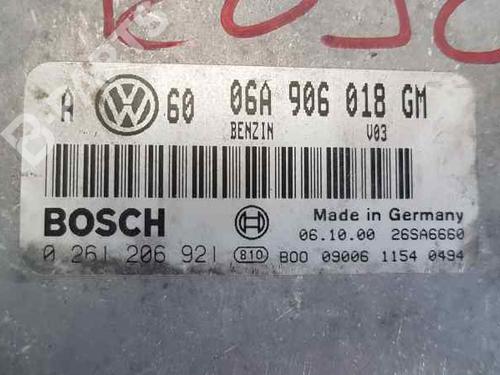 A VW 60 06A 906 018 GM
BENZIN V03
BOSCH
Made in Germany
06.10.00 26SA6660
0 261 206 921 810 B00 09006 1154 0494